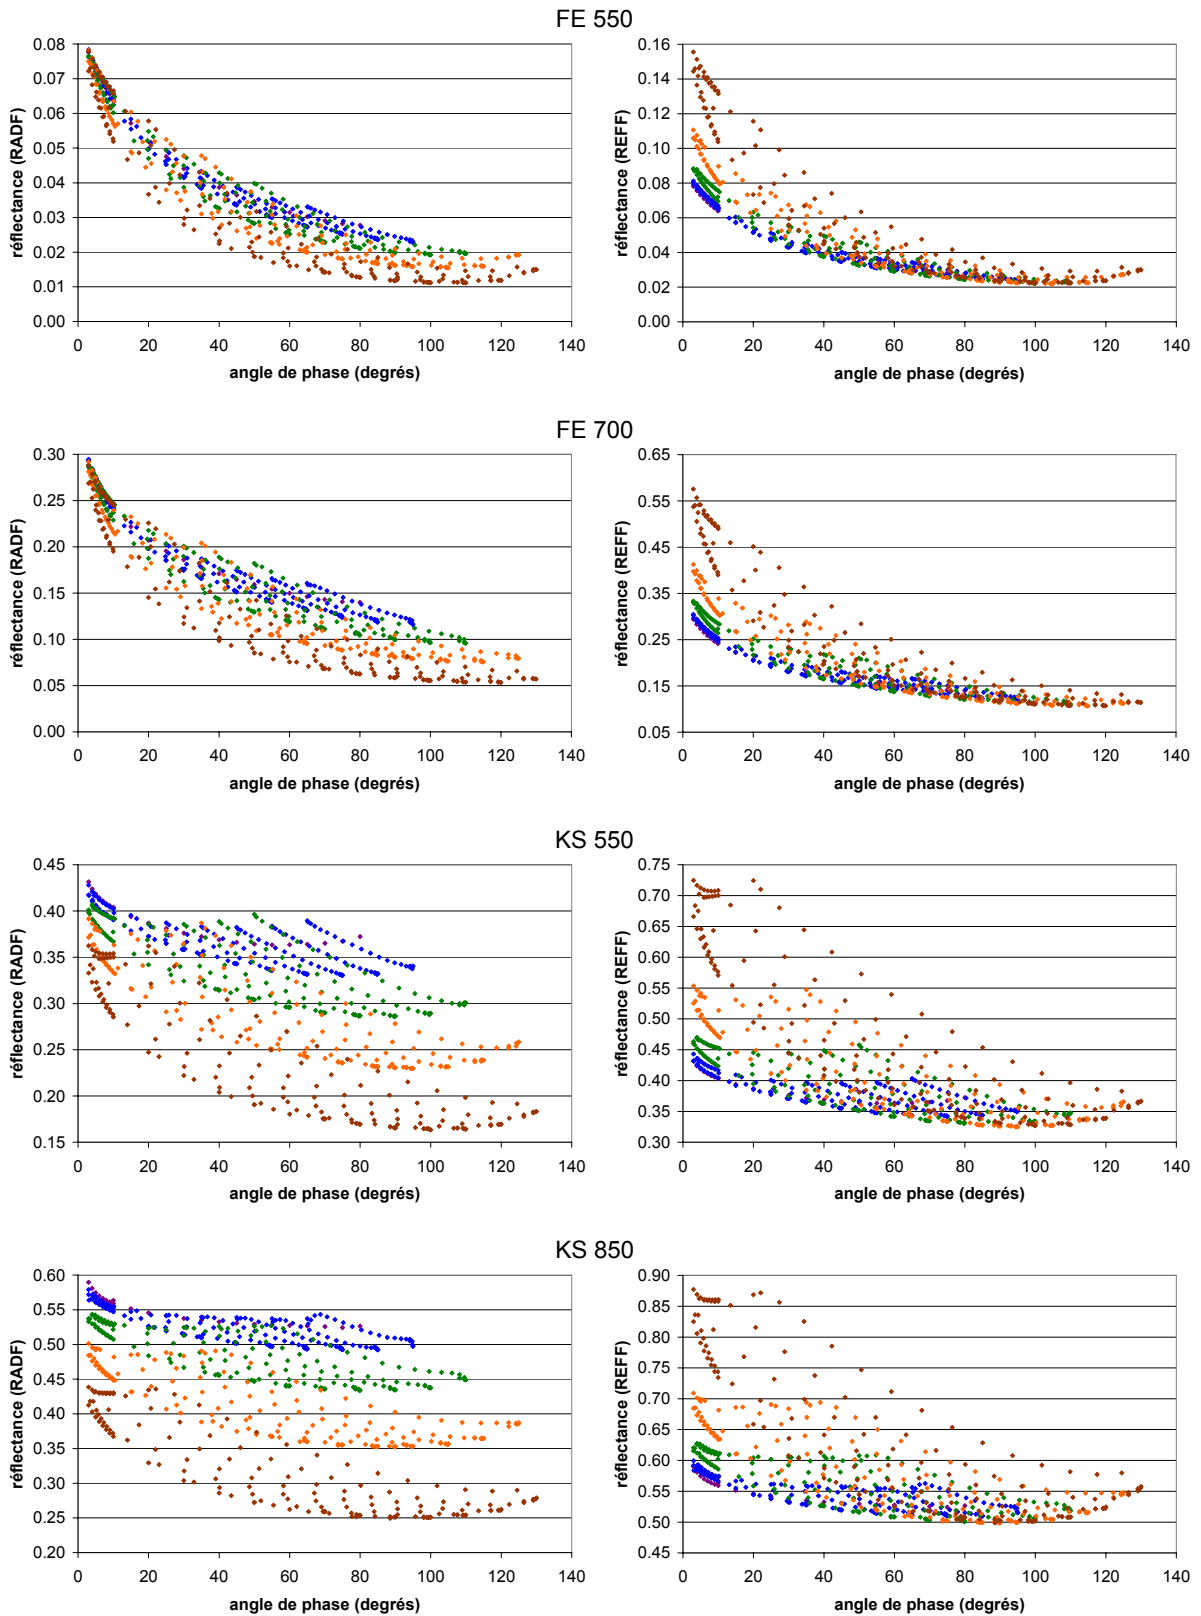 FE 550
réflectance (RADF)
0.08
0.07
0.06
0.05
0.04
0.03
0.02
0.01
0.00
0 20 40 60 80 100 120 140
angle de phase (degrés)
réflectance (REFF)
0.16
0.14
0.12
0.10
0.08
0.06
0.04
0.02
0.00
0 20 40 60 80 100 120 140
angle de phase (degrés)
FE 700
réflectance (RADF)
0.30
0.25
0.20
0.15
0.10
0.05
0.00
0 20 40 60 80 100 120 140
angle de phase (degrés)
réflectance (REFF)
0.65
0.55
0.45
0.35
0.25
0.15
0.05
0 20 40 60 80 100 120 140
angle de phase (degrés)
KS 550
réflectance (RADF)
0.45
0.40
0.35
0.30
0.25
0.20
0.15
0 20 40 60 80 100 120 140
angle de phase (degrés)
réflectance (REFF)
0.75
0.70
0.65
0.60
0.55
0.50
0.45
0.40
0.35
0.30
0 20 40 60 80 100 120 140
angle de phase (degrés)
KS 850
réflectance (RADF)
0.60
0.55
0.50
0.45
0.40
0.35
0.30
0.25
0.20
0 20 40 60 80 100 120 140
angle de phase (degrés)
réflectance (REFF)
0.90
0.85
0.80
0.75
0.70
0.65
0.60
0.55
0.50
0.45
0 20 40 60 80 100 120 140
angle de phase (degrés)